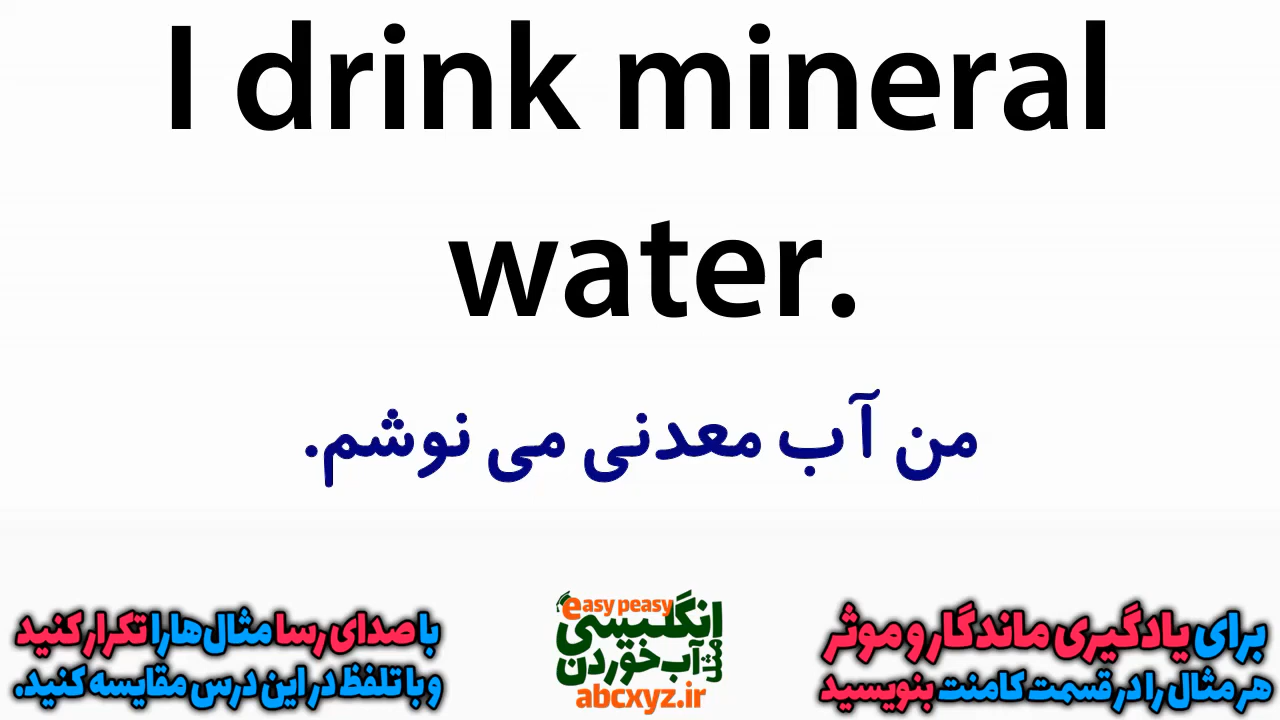 I drink mineral
water.
من آب معدنی می نوشم.
برای یادگیری ماندگار و موثر
هر مثال را در قسمت کامنت بنویسید
easy peasy
انگلیسی
مثل
آب خوردن
abcxyz.ir
با صدای رسا مثال‌ها را تکرار کنید
و با تلفظ در این درس مقایسه کنید.